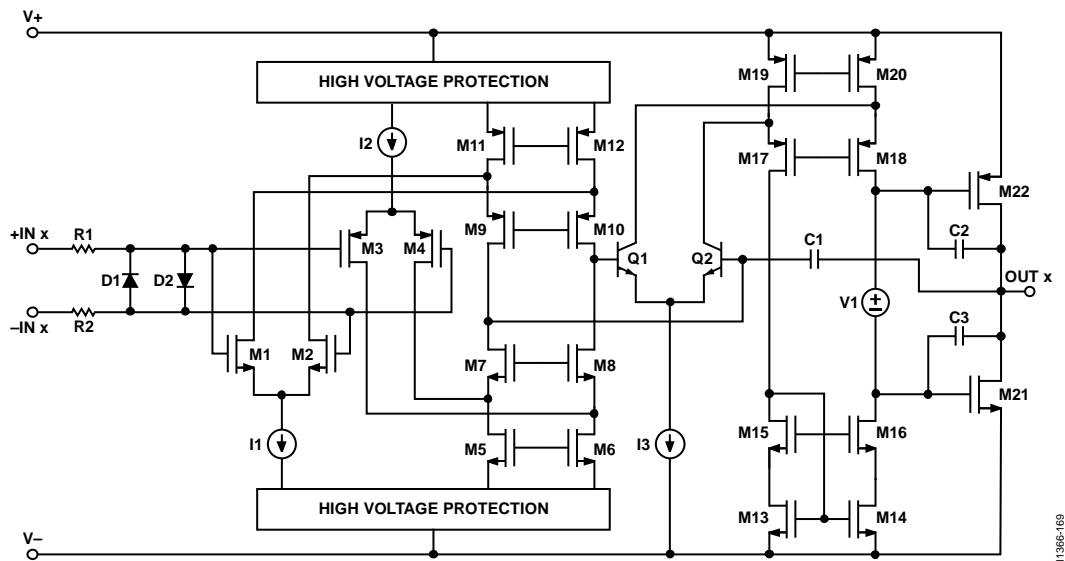 V+
M19
M20
HIGH VOLTAGE PROTECTION
I2
M11
M12
M17
M18
M22
+IN x
R1
M3
M4
M9
M10
C1
C2
D1
D2
Q1
Q2
OUT x
V1
–IN x
R2
C3
M1
M2
M7
M8
M21
I1
M5
M6
I3
M15
M16
HIGH VOLTAGE PROTECTION
M13
M14
V–
11366-169